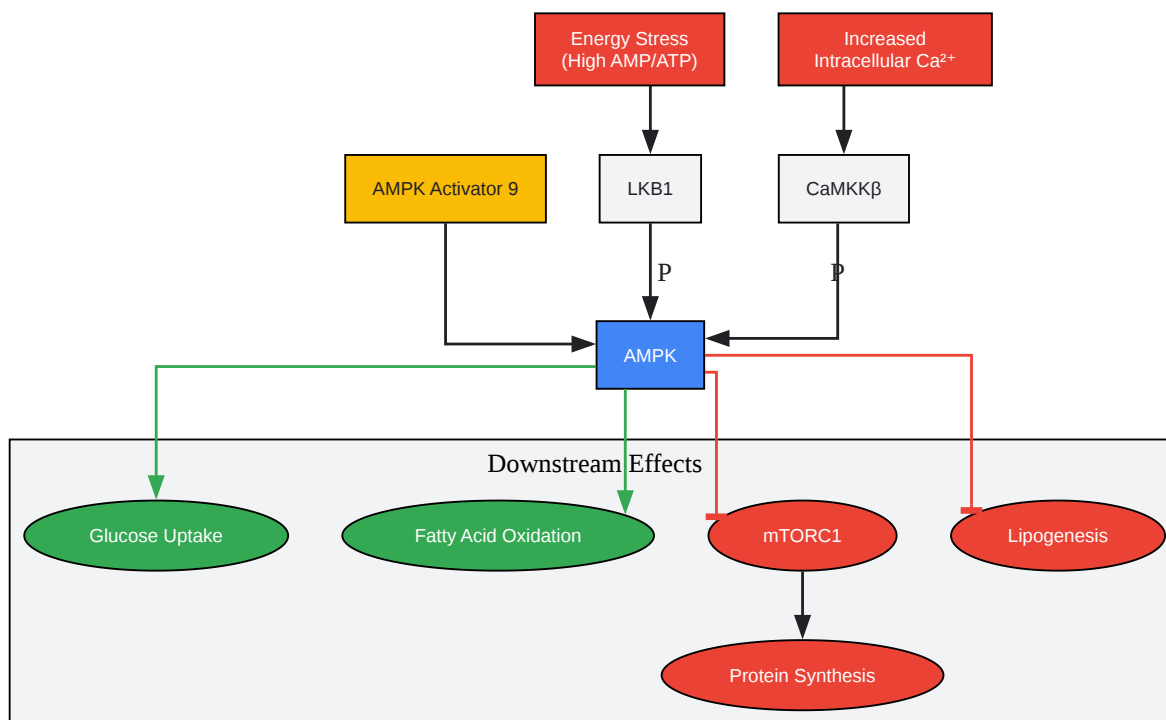 Energy Stress
(High AMP/ATP)
Increased
Intracellular Ca²⁺
AMPK Activator 9
LKB1
CaMKKβ
P
P
AMPK
Downstream Effects
Glucose Uptake
Fatty Acid Oxidation
mTORC1
Lipogenesis
Protein Synthesis